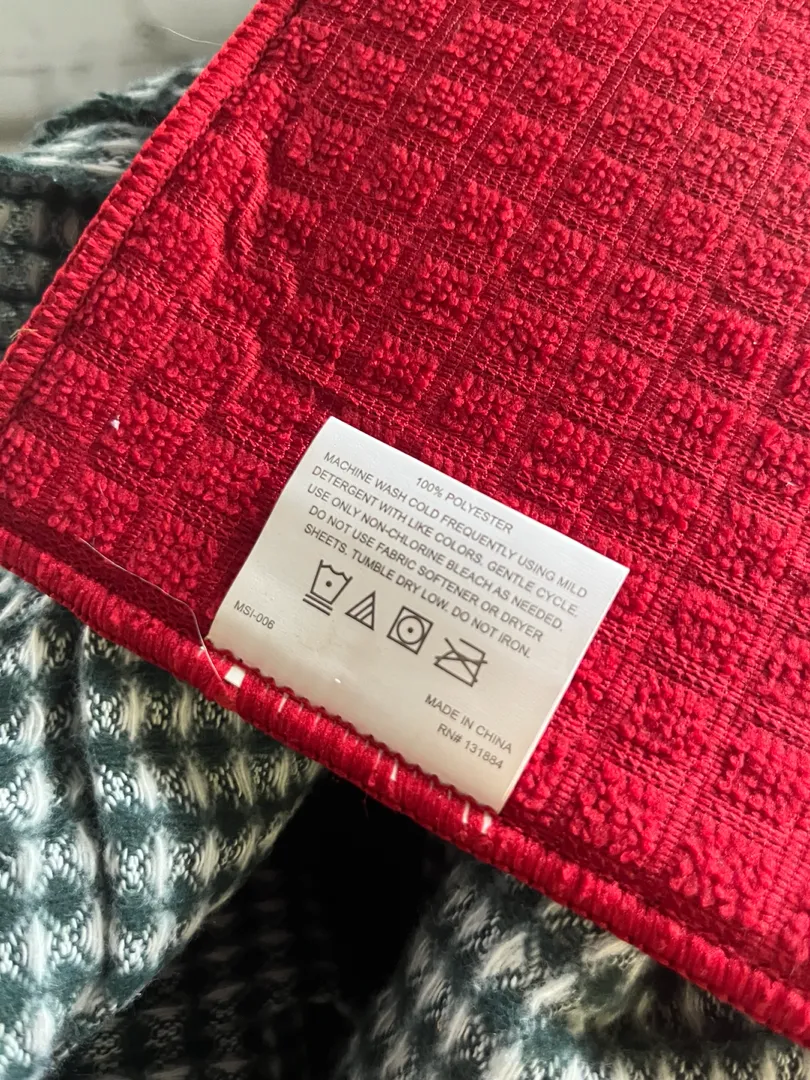 100% POLYESTER
MACHINE WASH COLD FREQUENTLY USING MILD
DETERGENT WITH LIKE COLORS. GENTLE CYCLE.
USE ONLY NON-CHLORINE BLEACH AS NEEDED.
DO NOT USE FABRIC SOFTENER OR DRYER
SHEETS. TUMBLE DRY LOW. DO NOT IRON.
MSI-006
MADE IN CHINA
RN# 131884